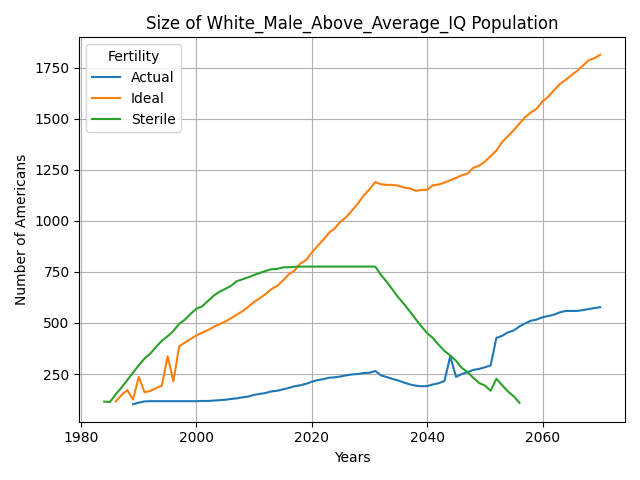 Size of White_Male_Above_Average_IQ Population
Fertility
Actual
Ideal
Sterile
Number of Americans
1750
1500
1250
1000
750
500
250
1980
2000
2020
2040
2060
Years